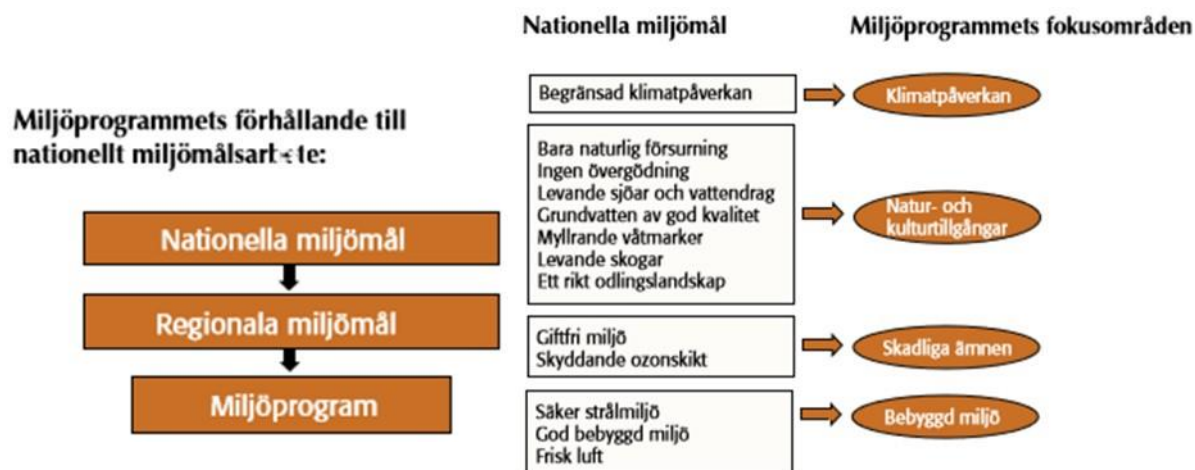 Miljöprogrammets förhållande till
nationellt miljömålsarbete:
Nationella miljömål
Regionala miljömål
Miljöprogram
Nationella miljömål
Miljöprogrammets fokusområden
Begränsad klimatpåverkan
Klimatpåverkan
Bara naturlig försurning
Ingen övergödning
Levande sjöar och vattendrag
Grundvatten av god kvalitet
Myllrande våtmarker
Levande skogar
Ett rikt odlingslandskap
Natur- och
kulturtillgångar
Giftfri miljö
Skyddande ozonskikt
Skadliga ämnen
Säker strålmiljö
God bebyggd miljö
Frisk luft
Bebyggd miljö